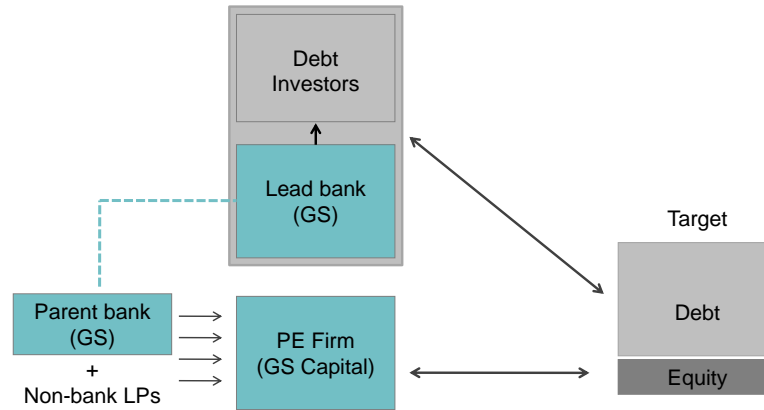 Debt
Investors
Lead bank
(GS)
Target
Parent bank
(GS)
+
Non-bank LPs
PE Firm
(GS Capital)
Debt
Equity